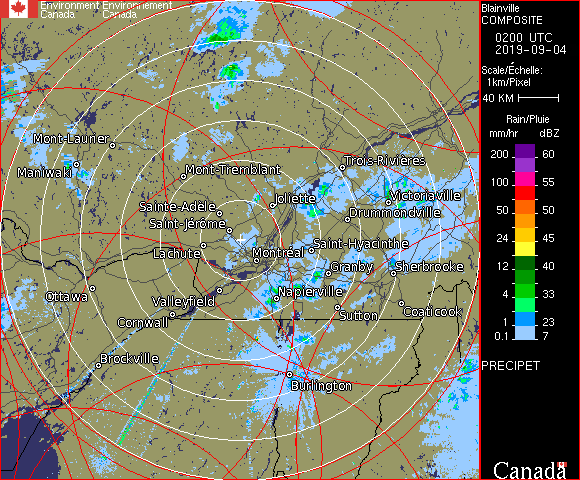 Environment Environnement
Canada Canada
Blainville
COMPOSITE
0200 UTC
2019-09-04
Scale/Échelle:
1km/Pixel
40 KM
Rain/Pluie
mm/hr dBZ
200 60
100 55
50 50
24 45
12 40
4 33
1 23
0.1 7
PRECIPET
Canada
Mont-Laurier
Maniwaki
Mont-Tremblant
Trois-Rivières
Joliette
Victoriaville
Sainte-Adèle
Drummondville
Saint-Jérôme
Saint-Hyacinthe
Lachute
Montréal
Granby
Sherbrooke
Ottawa
Valleyfield
Napierville
Coaticook
Cornwall
Sutton
Brockville
Burlington